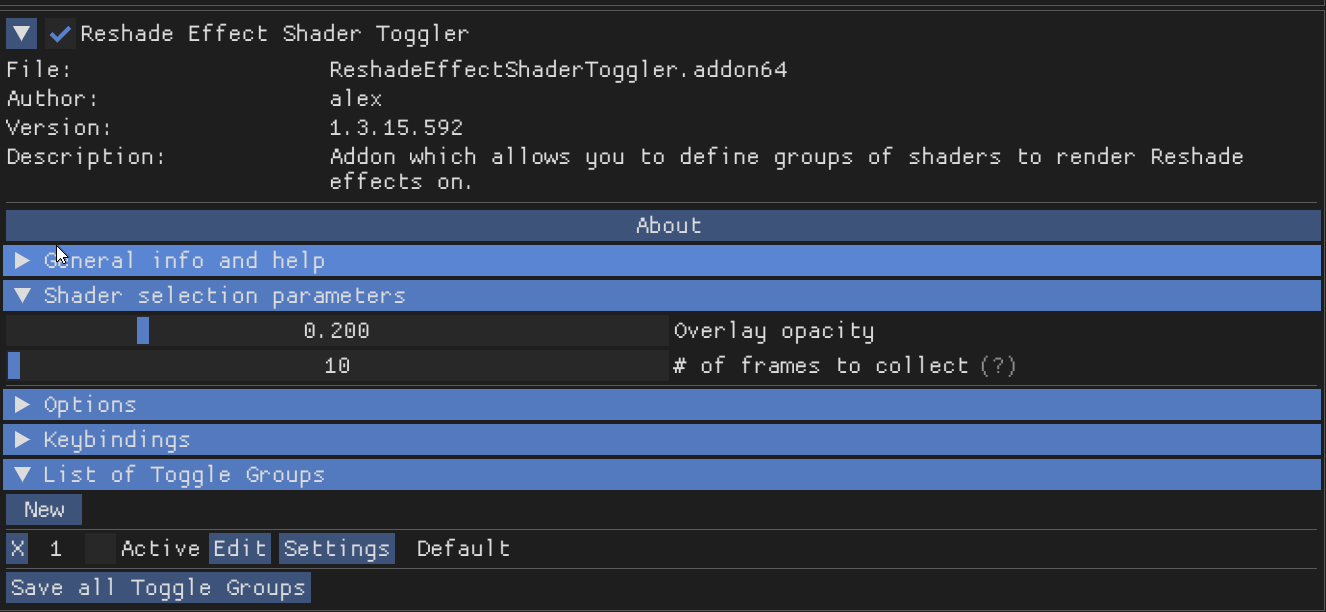 Reshade Effect Shader Toggler
File: ReshadeEffectShaderToggler.addon64
Author: alex
Version: 1.3.15.592
Description: Addon which allows you to define groups of shaders to render Reshade
effects on.
About
General info and help
Shader selection parameters
0.200 Overlay opacity
10 # of frames to collect (?)
Options
Keybindings
List of Toggle Groups
New
X 1 Active Edit Settings Default
Save all Toggle Groups